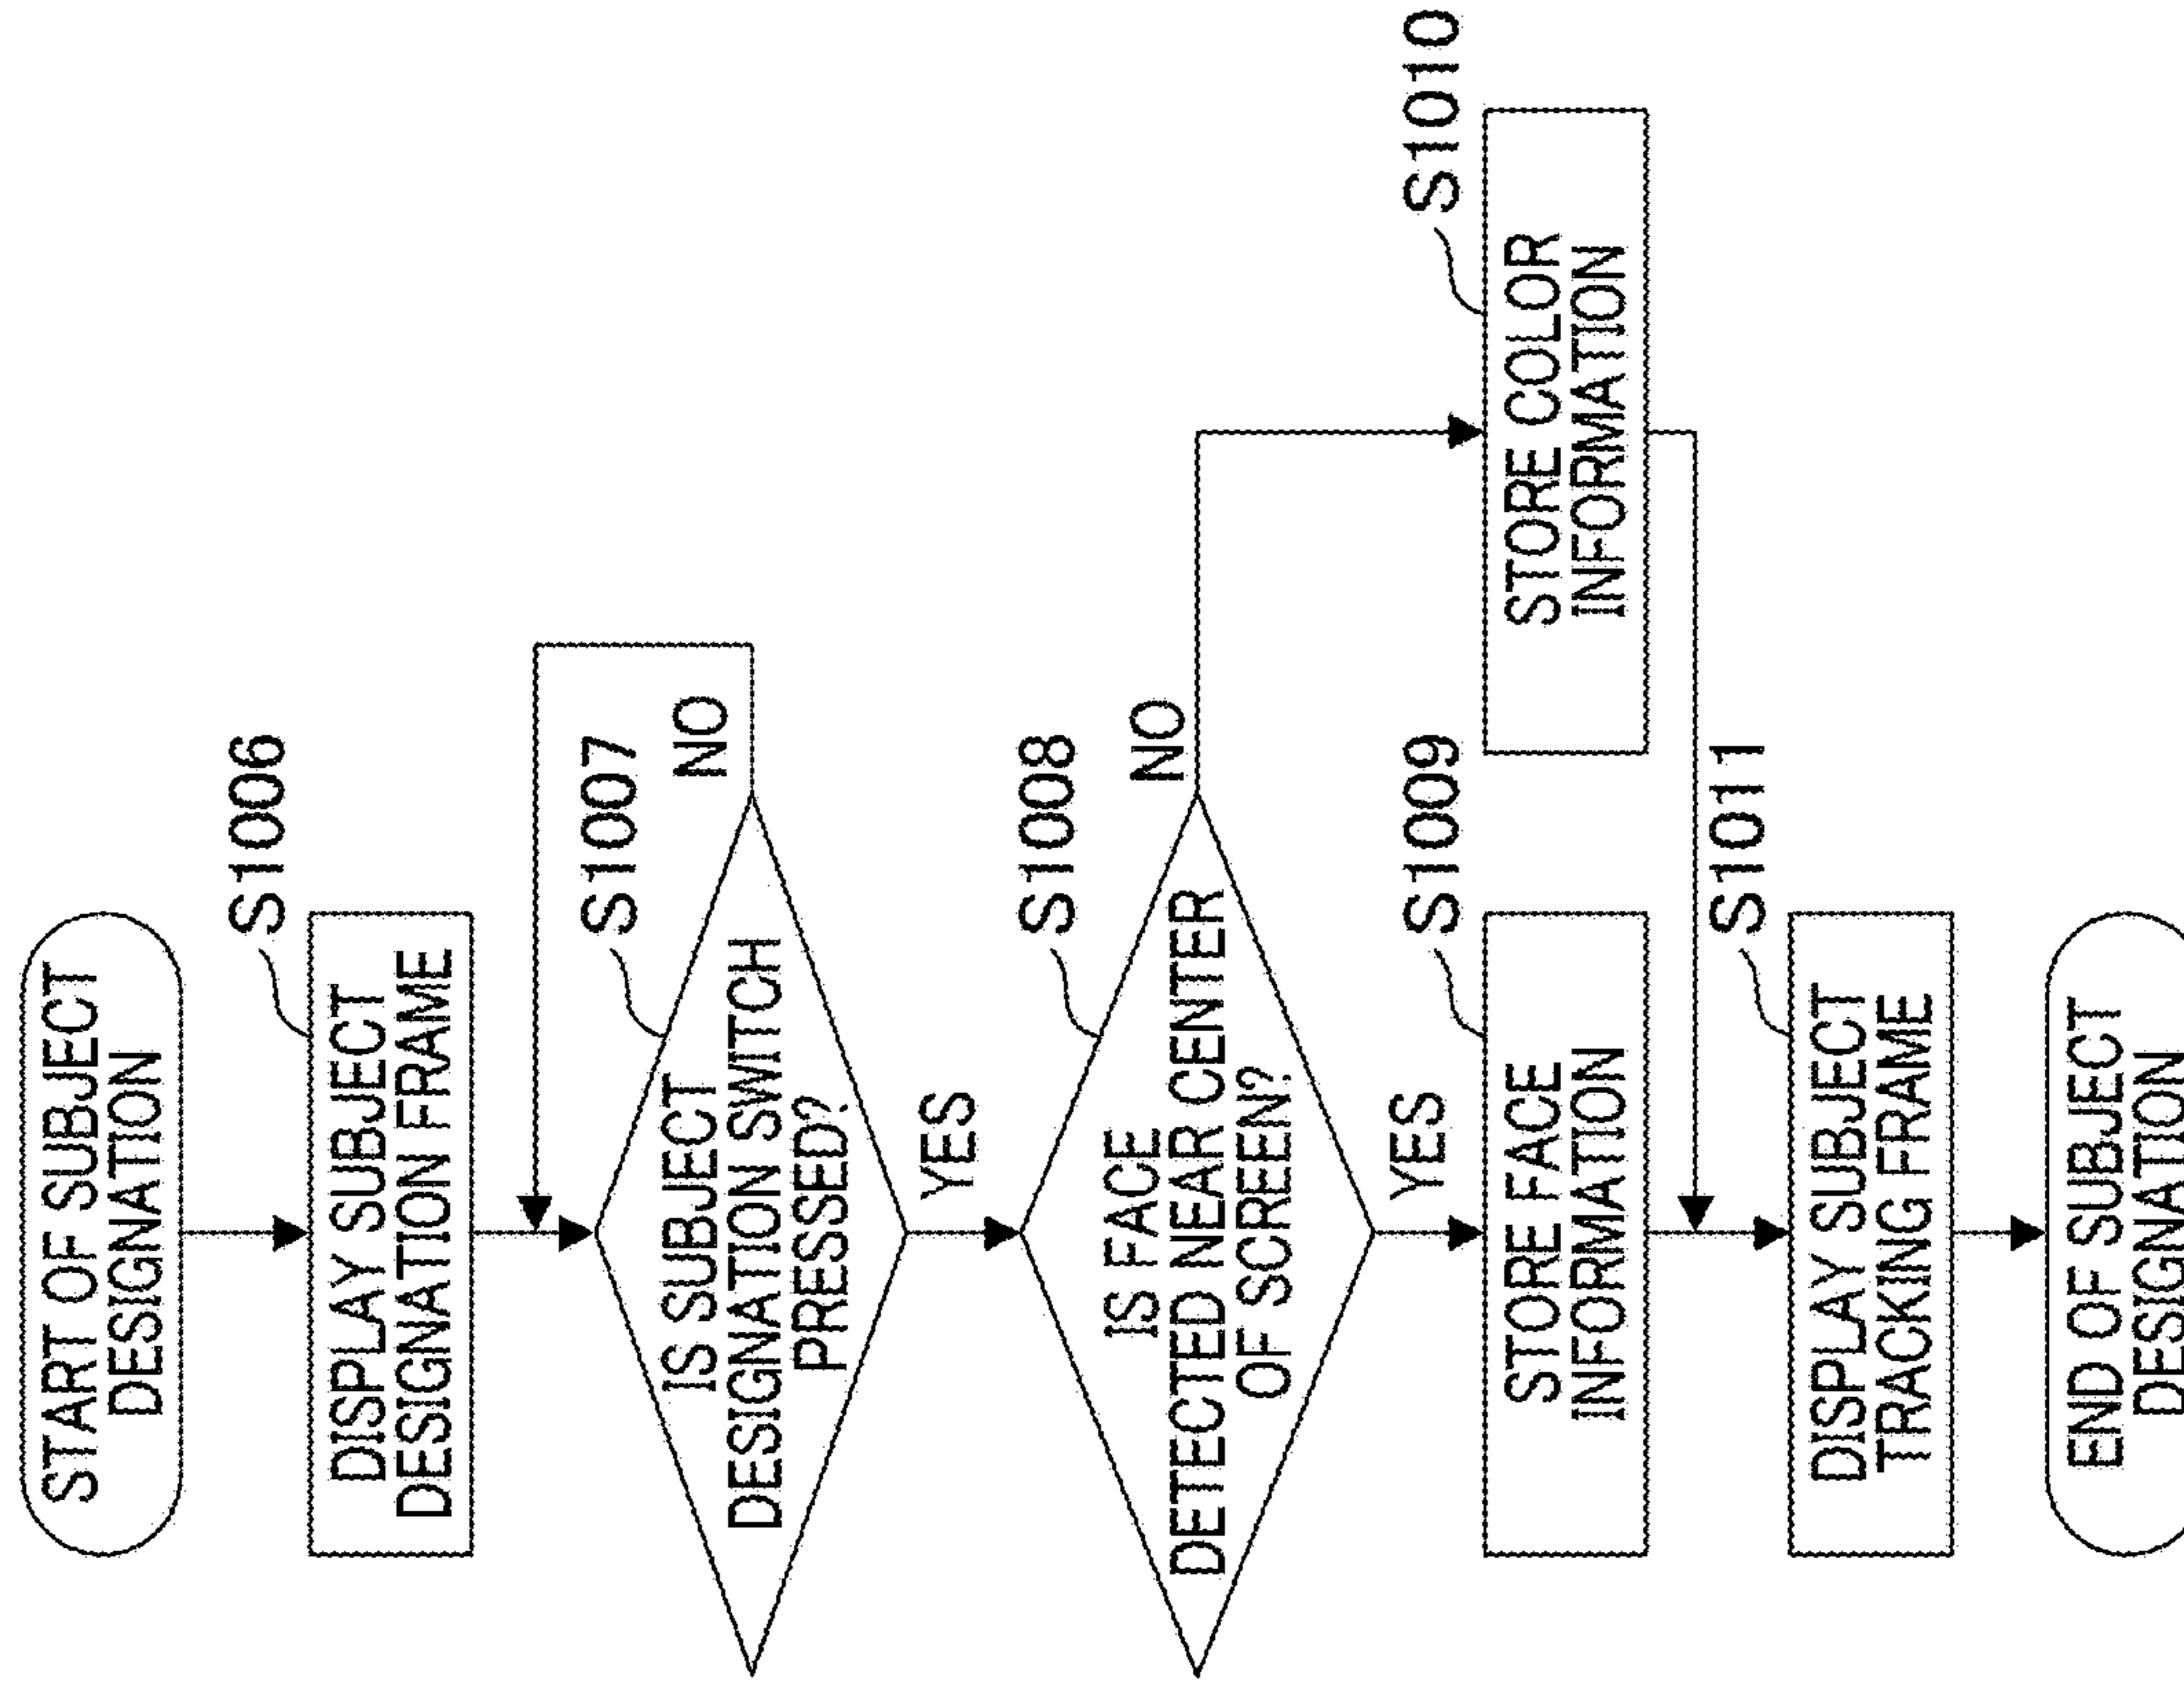 START OF SUBJECT
DESIGNATION
S1006
DISPLAY SUBJECT
DESIGNATION FRAME
S1007
IS SUBJECT
DESIGNATION SWITCH
PRESSED?
NO
YES
S1008
IS FACE
DETECTED NEAR CENTER
OF SCREEN?
NO
YES
S1009
STORE FACE
INFORMATION
S1010
STORE COLOR
INFORMATION
S1011
DISPLAY SUBJECT
TRACKING FRAME
END OF SUBJECT
DESIGNATION